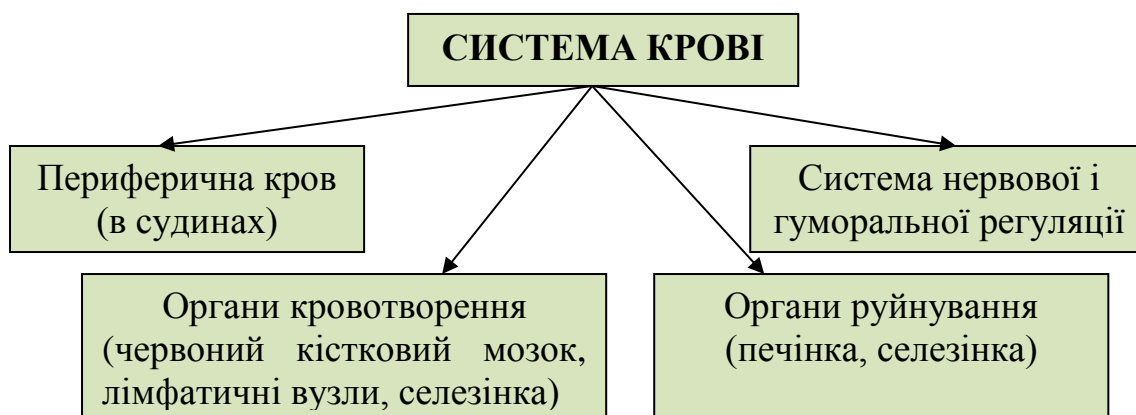 СИСТЕМА КРОВІ
Периферична кров
(в судинах)
Система нервової і
гуморальної регуляції
Органи кровотворення
(червоний кістковий мозок,
лімфатичні вузли, селезінка)
Органи руйнування
(печінка, селезінка)